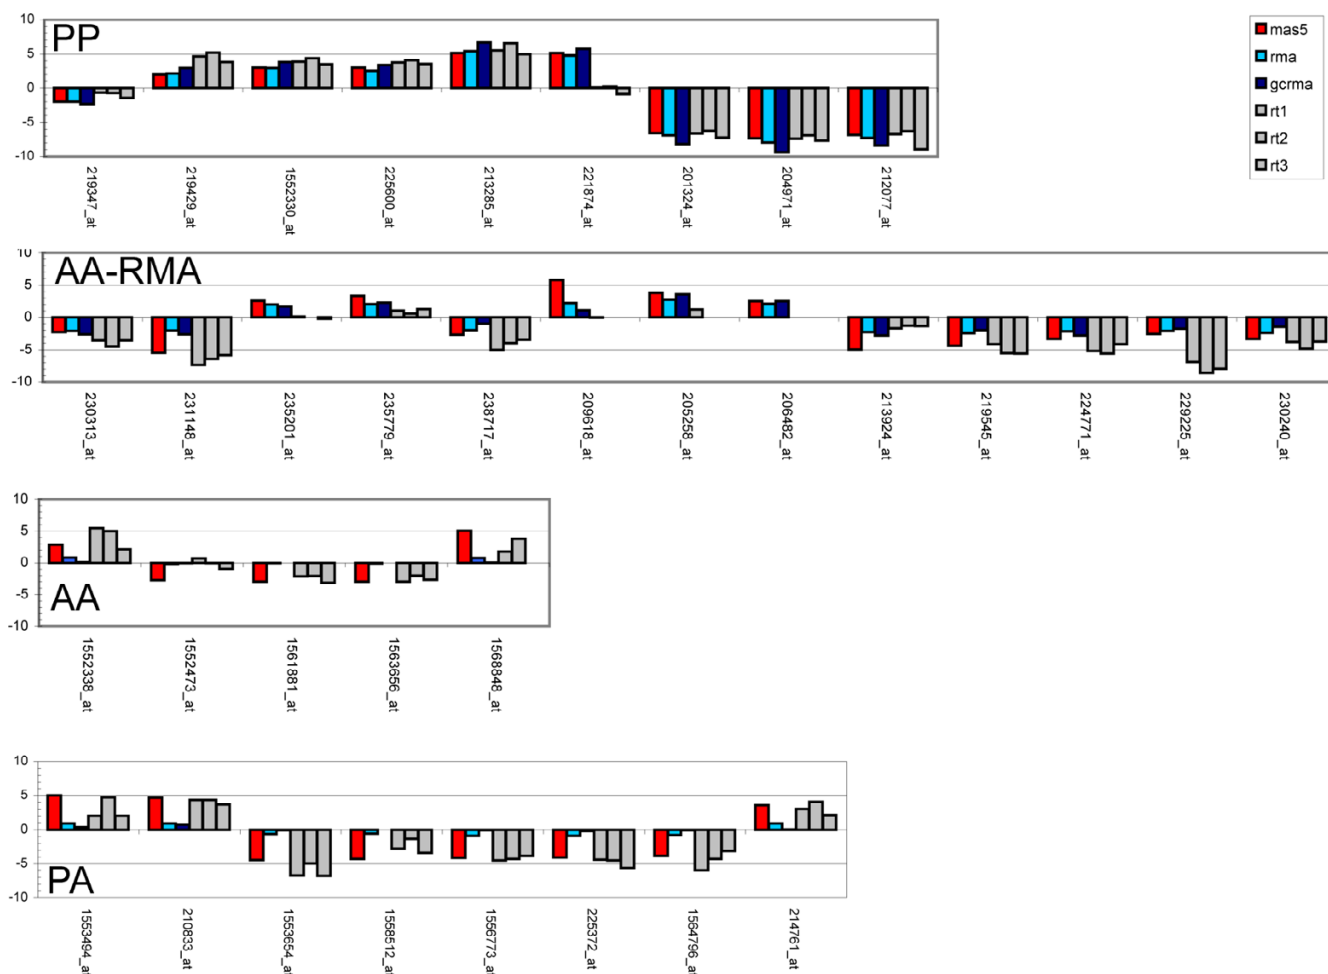 PP
10
5
0
-5
-10
219347_at
219429_at
1552330_at
225600_at
213285_at
221874_at
201324_at
204971_at
212077_at
mas5
rma
gcrma
rt1
rt2
rt3
AA-RMA
10
5
0
-5
-10
230313_at
231148_at
235201_at
235779_at
238717_at
209618_at
205258_at
206482_at
213924_at
219545_at
224771_at
229225_at
230240_at
10
5
0
-5
-10
AA
1552338_at
1552473_at
1561881_at
1563656_at
1568848_at
10
5
0
-5
-10
PA
1553494_at
210833_at
1553654_at
1558512_at
1556773_at
225372_at
1564796_at
214761_at